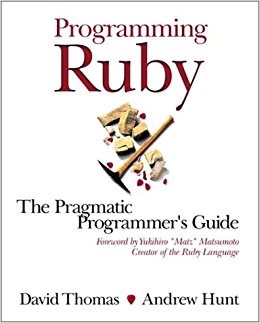 Programming
Ruby
The Pragmatic
Programmer's Guide
Foreword by Yukihiro "Matz" Matsumoto
Creator of the Ruby Language
David Thomas Andrew Hunt